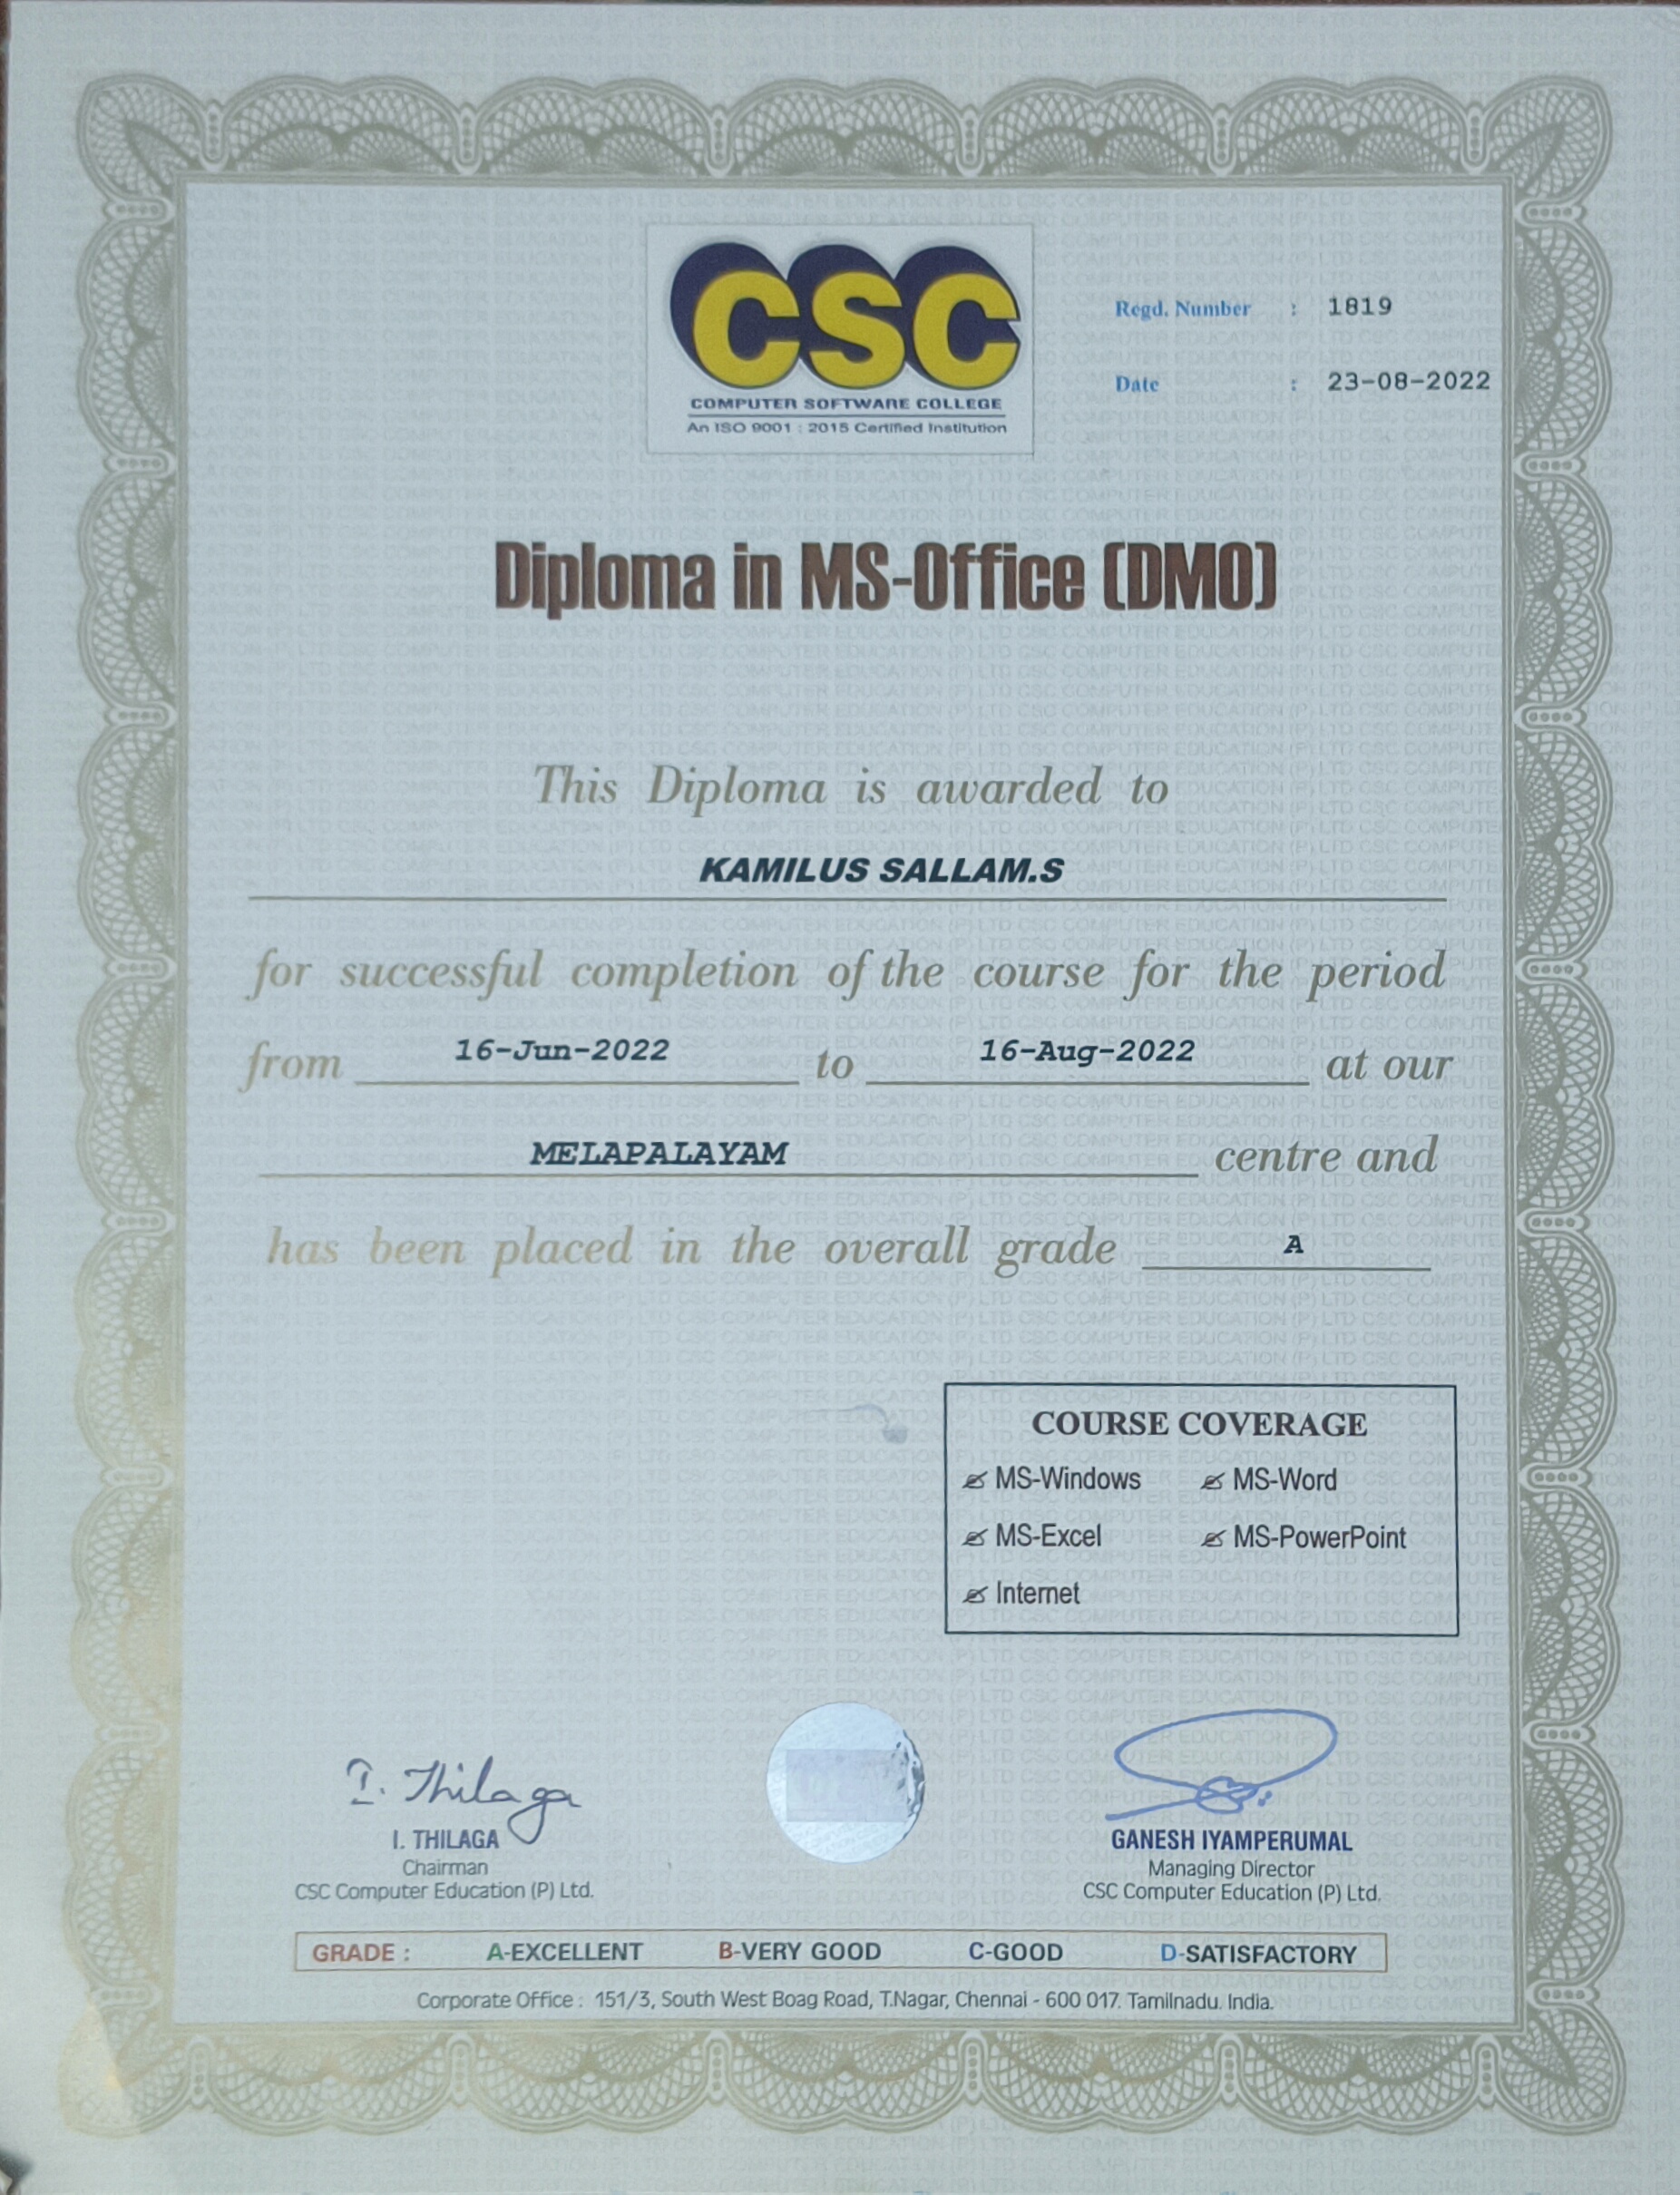 CSC
COMPUTER SOFTWARE COLLEGE
An ISO 9001 : 2015 Certified Institution
Regd. Number : 1819
Date : 23-08-2022
Diploma in MS-Office (DMO)
This Diploma is awarded to
KAMILUS SALLAM.S
for successful completion of the course for the period
from 16-Jun-2022 to 16-Aug-2022 at our
MELAPALAYAM centre and
has been placed in the overall grade A
COURSE COVERAGE
MS-Windows MS-Word
MS-Excel MS-PowerPoint
Internet
I. Thilaga
I. THILAGA
Chairman
CSC Computer Education (P) Ltd.
GANESH IYAMPERUMAL
Managing Director
CSC Computer Education (P) Ltd.
GRADE : A-EXCELLENT B-VERY GOOD C-GOOD D-SATISFACTORY
Corporate Office : 151/3, South West Boag Road, T.Nagar, Chennai - 600 017. Tamilnadu. India.